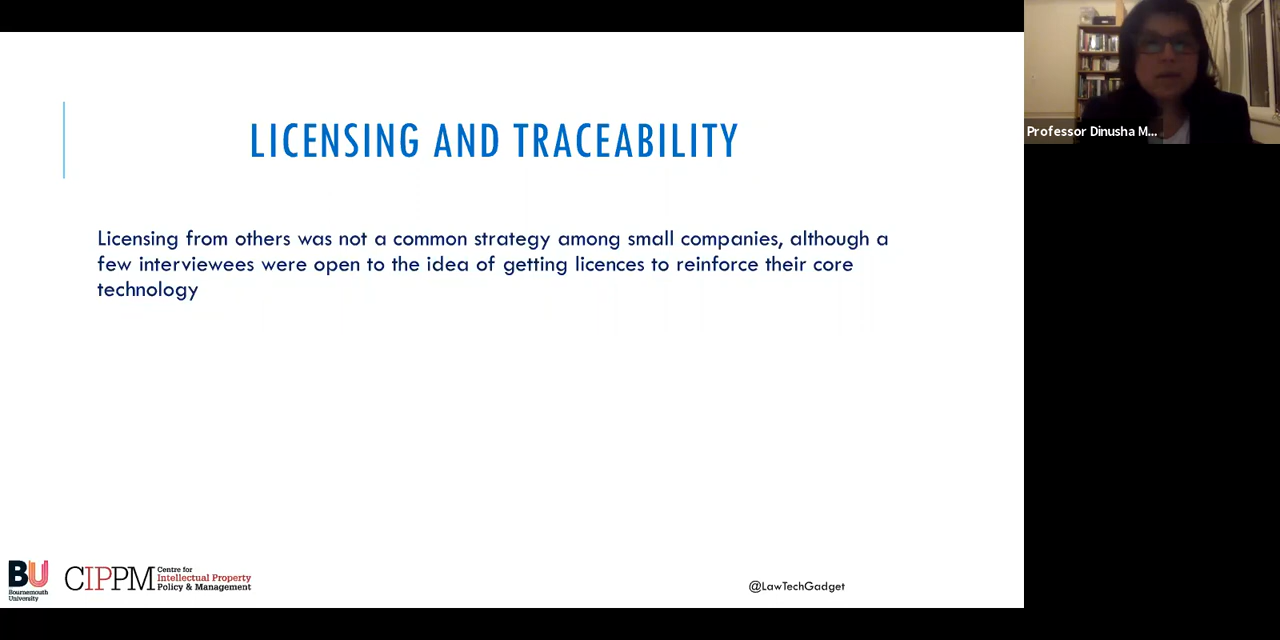 LICENSING AND TRACEABILITY
Licensing from others was not a common strategy among small companies, although a
few interviewees were open to the idea of getting licences to reinforce their core
technology
Professor Dinusha M...
BU
Bournemouth
University
CIPPM
Centre for
Intellectual Property
Policy & Management
@LawTechGadget